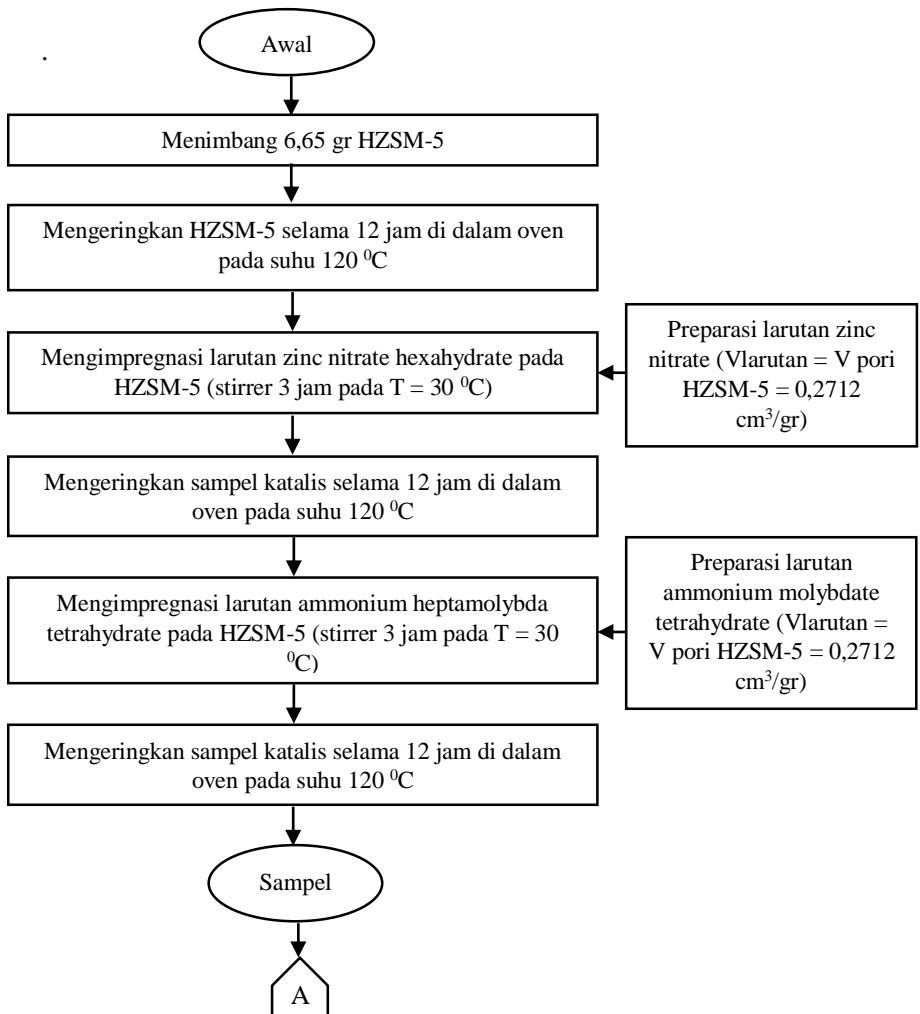 Awal
.
Menimbang 6,65 gr HZSM-5
Mengeringkan HZSM-5 selama 12 jam di dalam oven
pada suhu 120 ⁰C
Mengimpregnasi larutan zinc nitrate hexahydrate pada
HZSM-5 (stirrer 3 jam pada T = 30 ⁰C)
Preparasi larutan zinc
nitrate (Vlarutan = V pori
HZSM-5 = 0,2712
cm³/gr)
Mengeringkan sampel katalis selama 12 jam di dalam
oven pada suhu 120 ⁰C
Mengimpregnasi larutan ammonium heptamolybda
tetrahydrate pada HZSM-5 (stirrer 3 jam pada T = 30
⁰C)
Preparasi larutan
ammonium molybdate
tetrahydrate (Vlarutan =
V pori HZSM-5 = 0,2712
cm³/gr)
Mengeringkan sampel katalis selama 12 jam di dalam
oven pada suhu 120 ⁰C
Sampel
A